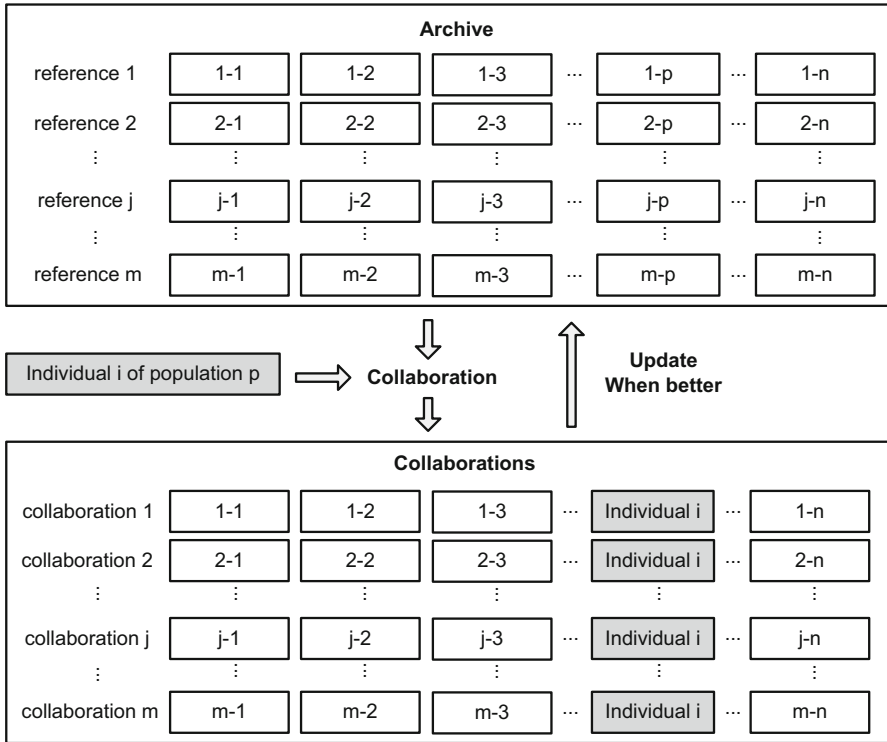 Archive
reference 1 1-1 1-2 1-3 ... 1-p ... 1-n
reference 2 2-1 2-2 2-3 ... 2-p ... 2-n
⋮ ⋮ ⋮ ⋮ ⋮ ⋮
reference j j-1 j-2 j-3 ... j-p ... j-n
⋮ ⋮ ⋮ ⋮ ⋮ ⋮
reference m m-1 m-2 m-3 ... m-p ... m-n
Individual i of population p
Collaboration
Update
When better
Collaborations
collaboration 1 1-1 1-2 1-3 ... Individual i ... 1-n
collaboration 2 2-1 2-2 2-3 ... Individual i ... 2-n
⋮ ⋮ ⋮ ⋮ ⋮ ⋮
collaboration j j-1 j-2 j-3 ... Individual i ... j-n
⋮ ⋮ ⋮ ⋮ ⋮ ⋮
collaboration m m-1 m-2 m-3 ... Individual i ... m-n